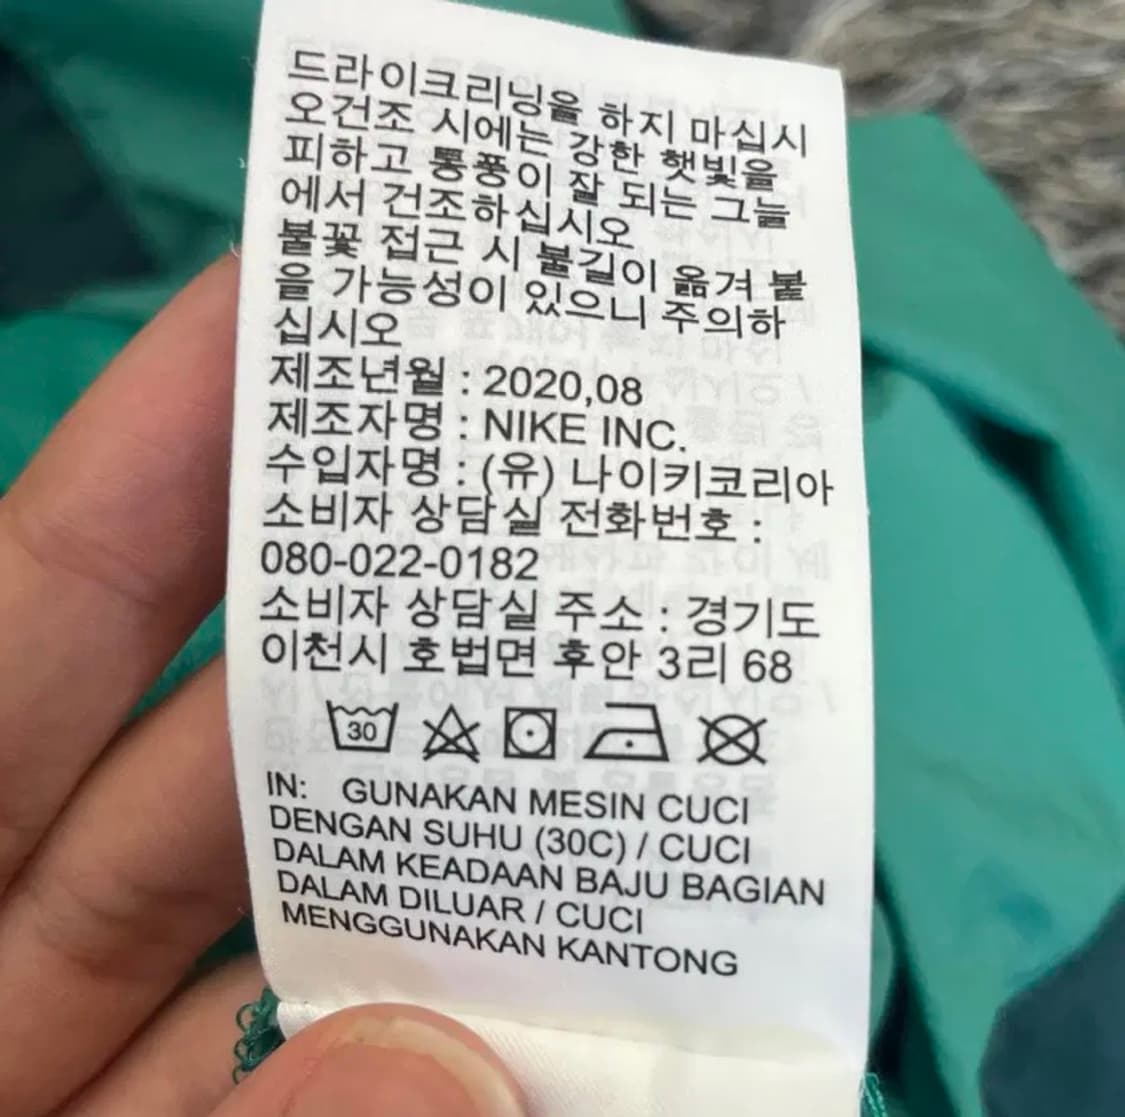 드라이크리닝을 하지 마십시
오건조 시에는 강한 햇빛을
피하고 통풍이 잘 되는 그늘
에서 건조하십시오
불꽃 접근 시 불길이 옮겨 붙
을 가능성이 있으니 주의하
십시오
제조년월 : 2020,08
제조자명 : NIKE INC.
수입자명 : (유) 나이키코리아
소비자 상담실 전화번호 :
080-022-0182
소비자 상담실 주소 : 경기도
이천시 호법면 후안 3리 68
30
IN: GUNAKAN MESIN CUCI
DENGAN SUHU (30C) / CUCI
DALAM KEADAAN BAJU BAGIAN
DALAM DILUAR / CUCI
MENGGUNAKAN KANTONG